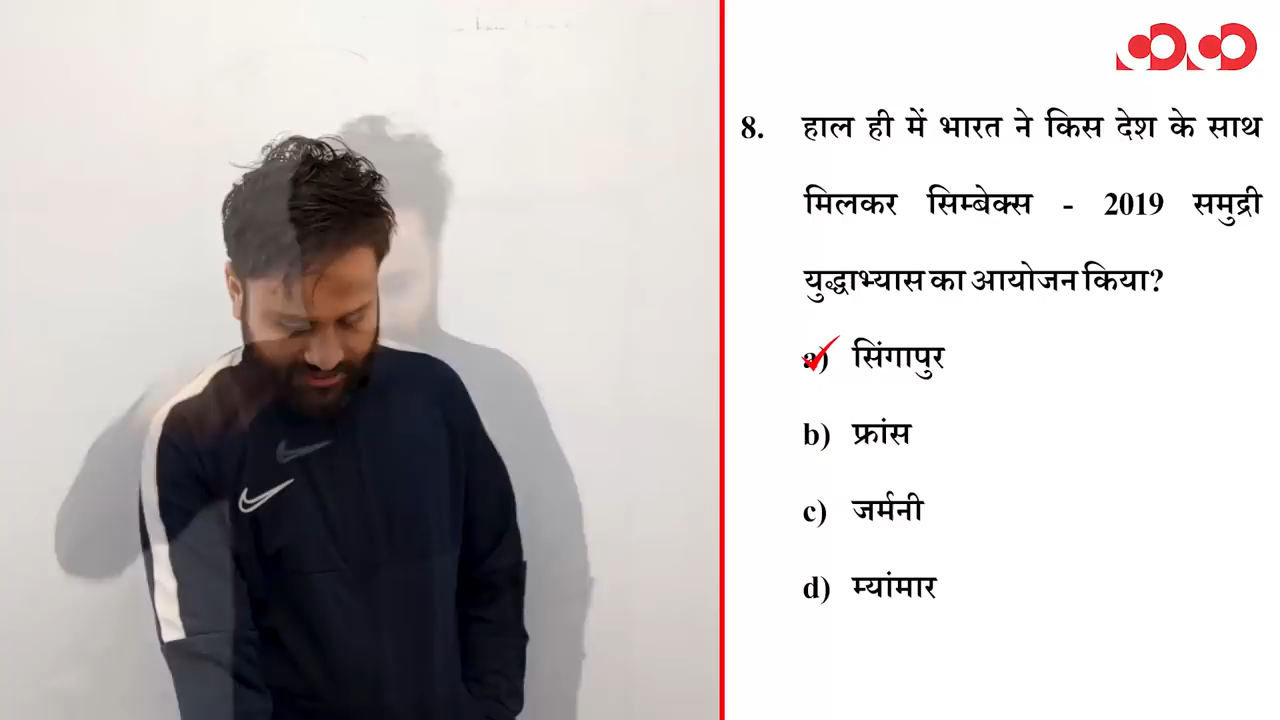 8. हाल ही में भारत ने किस देश के साथ
मिलकर सिम्बेक्स - 2019 समुद्री
युद्धाभ्यास का आयोजन किया?
a) सिंगापुर
b) फ्रांस
c) जर्मनी
d) म्यांमार